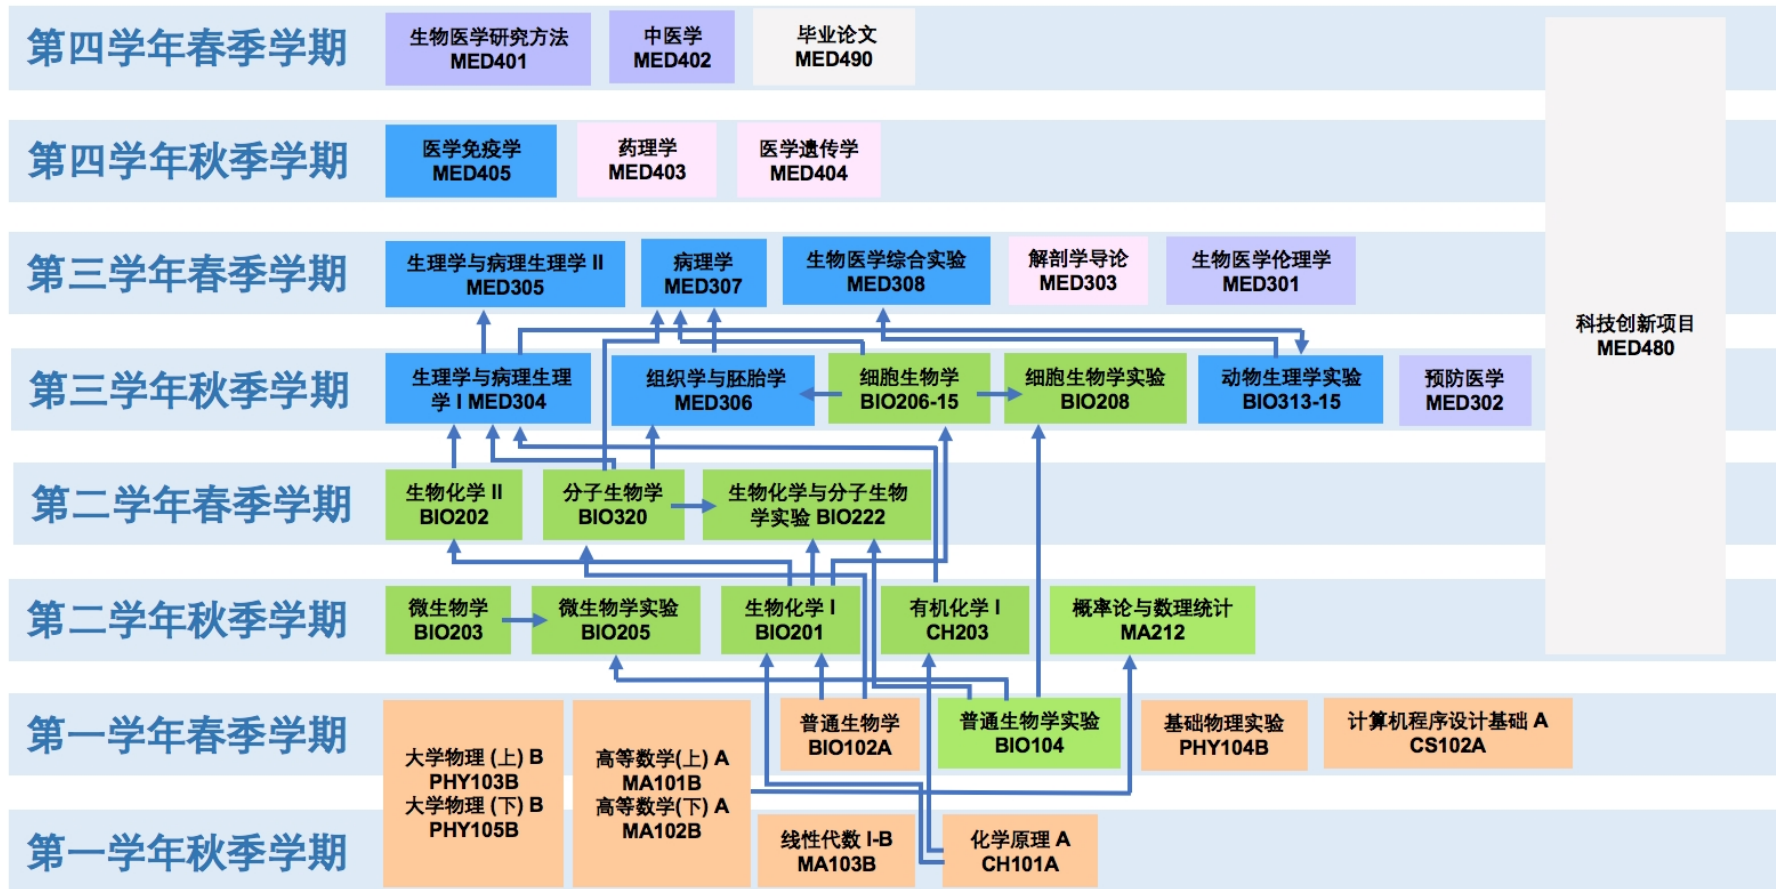 第四学年春季学期
生物医学研究方法
MED401
中医学
MED402
毕业论文
MED490
第四学年秋季学期
医学免疫学
MED405
药理学
MED403
医学遗传学
MED404
第三学年春季学期
生理学与病理生理学 II
MED305
病理学
MED307
生物医学综合实验
MED308
解剖学导论
MED303
生物医学伦理学
MED301
科技创新项目
MED480
第三学年秋季学期
生理学与病理生理
学 I MED304
组织学与胚胎学
MED306
细胞生物学
BIO206-15
细胞生物学实验
BIO208
动物生理学实验
BIO313-15
预防医学
MED302
第二学年春季学期
生物化学 II
BIO202
分子生物学
BIO320
生物化学与分子生物
学实验 BIO222
第二学年秋季学期
微生物学
BIO203
微生物学实验
BIO205
生物化学 I
BIO201
有机化学 I
CH203
概率论与数理统计
MA212
第一学年春季学期
大学物理 (上) B
PHY103B
大学物理 (下) B
PHY105B
高等数学(上) A
MA101B
高等数学(下) A
MA102B
普通生物学
BIO102A
普通生物学实验
BIO104
基础物理实验
PHY104B
计算机程序设计基础 A
CS102A
第一学年秋季学期
线性代数 I-B
MA103B
化学原理 A
CH101A